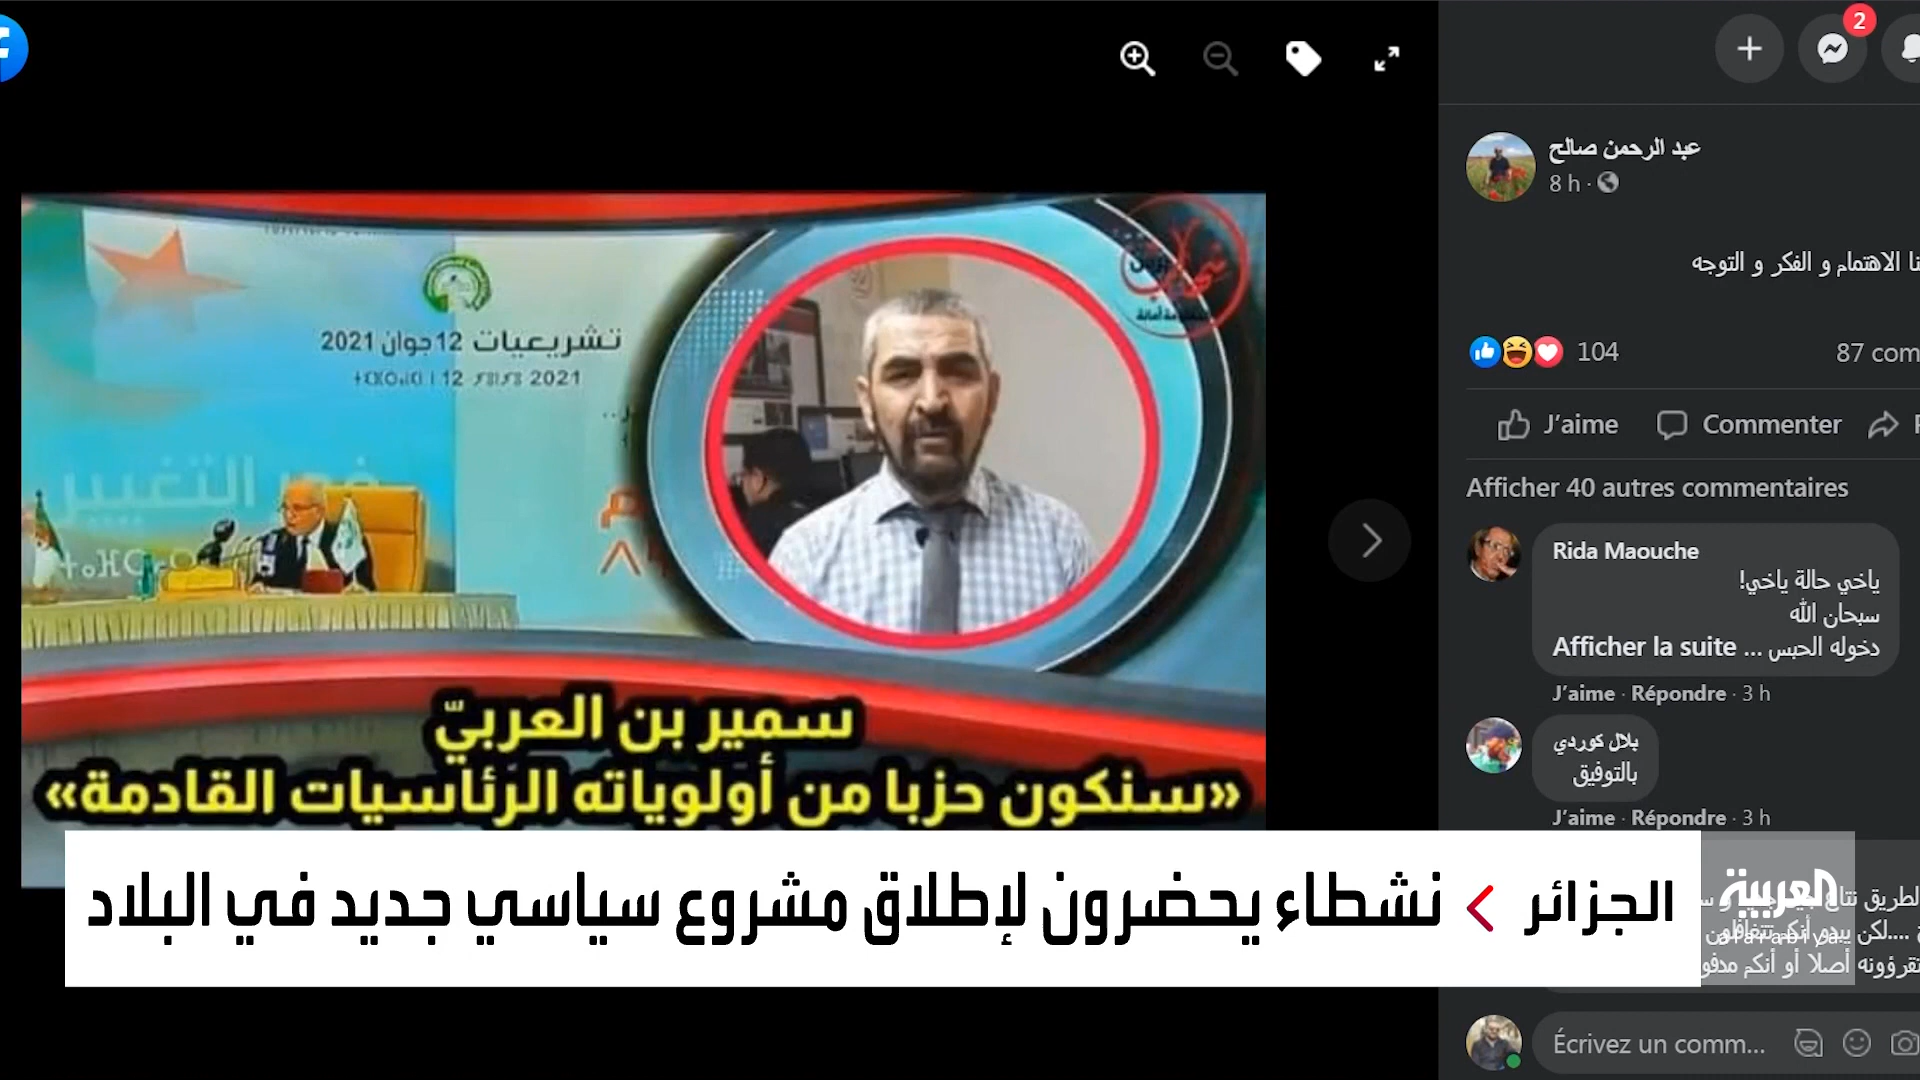 2
عبد الرحمن صالح
8 h
نا الاهتمام و الفكر و التوجه
104
87 com
J’aime
Commenter
Afficher 40 autres commentaires
Rida Maouche
ياخي حالة ياخي!
سبحان الله
دخوله الحبس ... Afficher la suite
J’aime · Répondre · 3 h
بلال كوردي
بالتوفيق
J’aime · Répondre · 3 h
Écrivez un comm...
تشريعيات 12 جوان 2021
التغيير
سمير بن العربيّ
«سنكون حزبا من أولوياته الرئاسيات القادمة»
الجزائر > نشطاء يحضرون لإطلاق مشروع سياسي جديد في البلاد
العربية
alarabiya